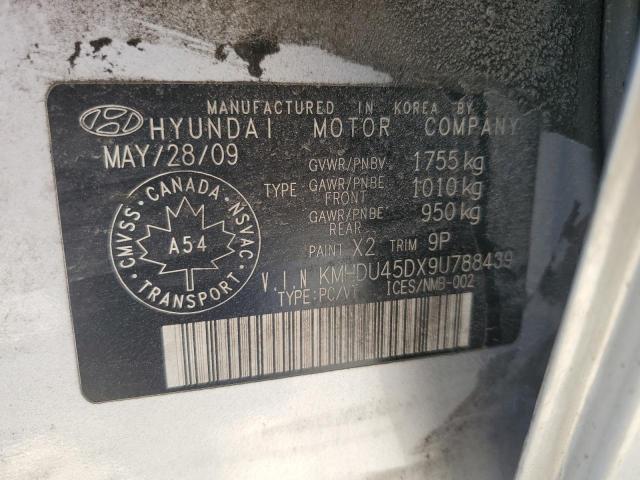 MANUFACTURED IN KOREA BY
HYUNDAI MOTOR COMPANY
MAY/28/09
GVWR/PNBV 1755 kg
TYPE GAWR/PNBE FRONT 1010 kg
GAWR/PNBE REAR 950 kg
PAINT X2 TRIM 9P
CANADA
CMVSS
NSVAC
A54
TRANSPORT
V.I.N KMHDU45DX9U788439
TYPE:PC/VT ICES/NMB-002